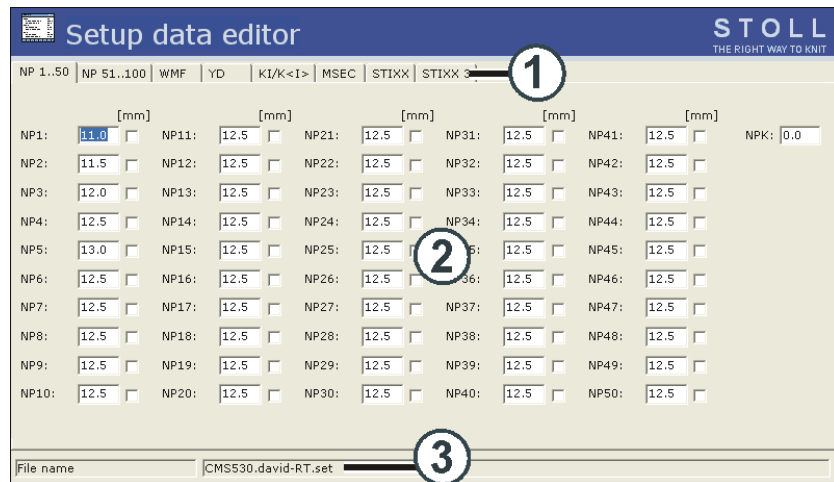 Setup data editor
STOLL
THE RIGHT WAY TO KNIT
NP 1..50 NP 51..100 WMF YD KI/K<I> MSEC STIXX STIXX 3
1
[mm] [mm] [mm] [mm] [mm]
NP1: 11.0 NP11: 12.5 NP21: 12.5 NP31: 12.5 NP41: 12.5 NPK: 0.0
NP2: 11.5 NP12: 12.5 NP22: 12.5 NP32: 12.5 NP42: 12.5
NP3: 12.0 NP13: 12.5 NP23: 12.5 NP33: 12.5 NP43: 12.5
NP4: 12.5 NP14: 12.5 NP24: 12.5 NP34: 12.5 NP44: 12.5
NP5: 13.0 NP15: 12.5 NP25: 12.5 2 5: 12.5 NP45: 12.5
NP6: 12.5 NP16: 12.5 NP26: 12.5 NP36: 12.5 NP46: 12.5
NP7: 12.5 NP17: 12.5 NP27: 12.5 NP37: 12.5 NP47: 12.5
NP8: 12.5 NP18: 12.5 NP28: 12.5 NP38: 12.5 NP48: 12.5
NP9: 12.5 NP19: 12.5 NP29: 12.5 NP39: 12.5 NP49: 12.5
NP10: 12.5 NP20: 12.5 NP30: 12.5 NP40: 12.5 NP50: 12.5
File name CMS530.david-RT.set 3